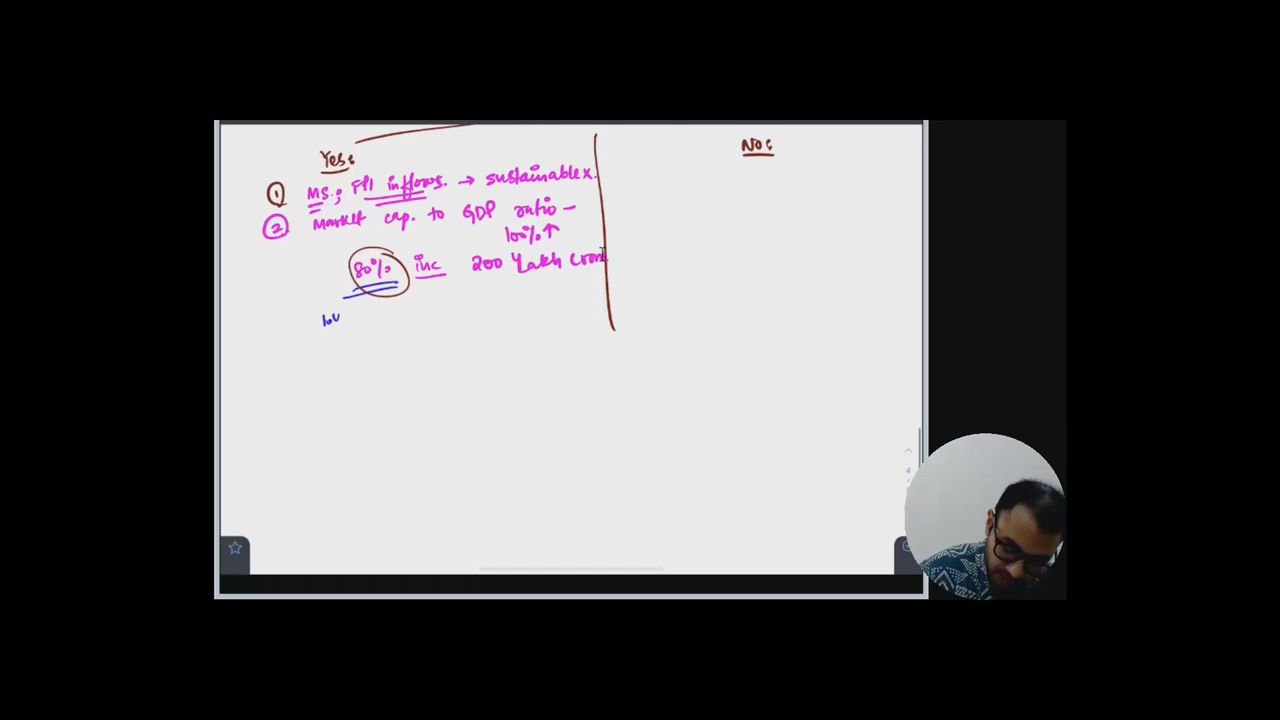 Yes:
No:
① MS; FPI inflows. → sustainable x.
② Market cap. to GDP ratio –
100% ↑
80% inc 200 Lakh Crore